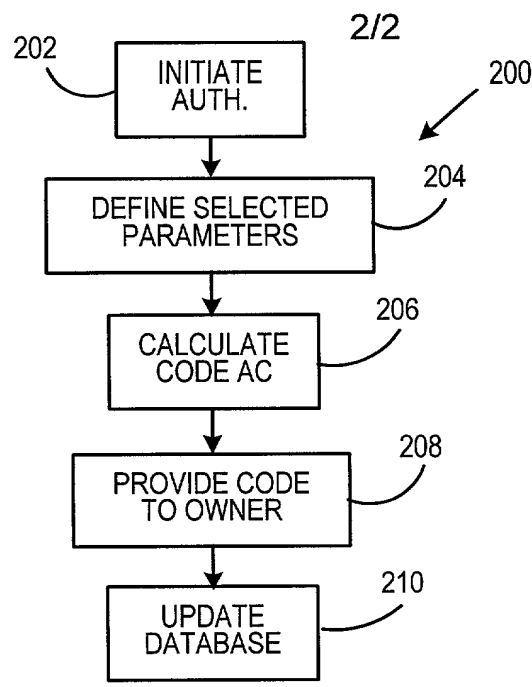 2/2
202
INITIATE
AUTH.
200
204
DEFINE SELECTED
PARAMETERS
206
CALCULATE
CODE AC
208
PROVIDE CODE
TO OWNER
210
UPDATE
DATABASE